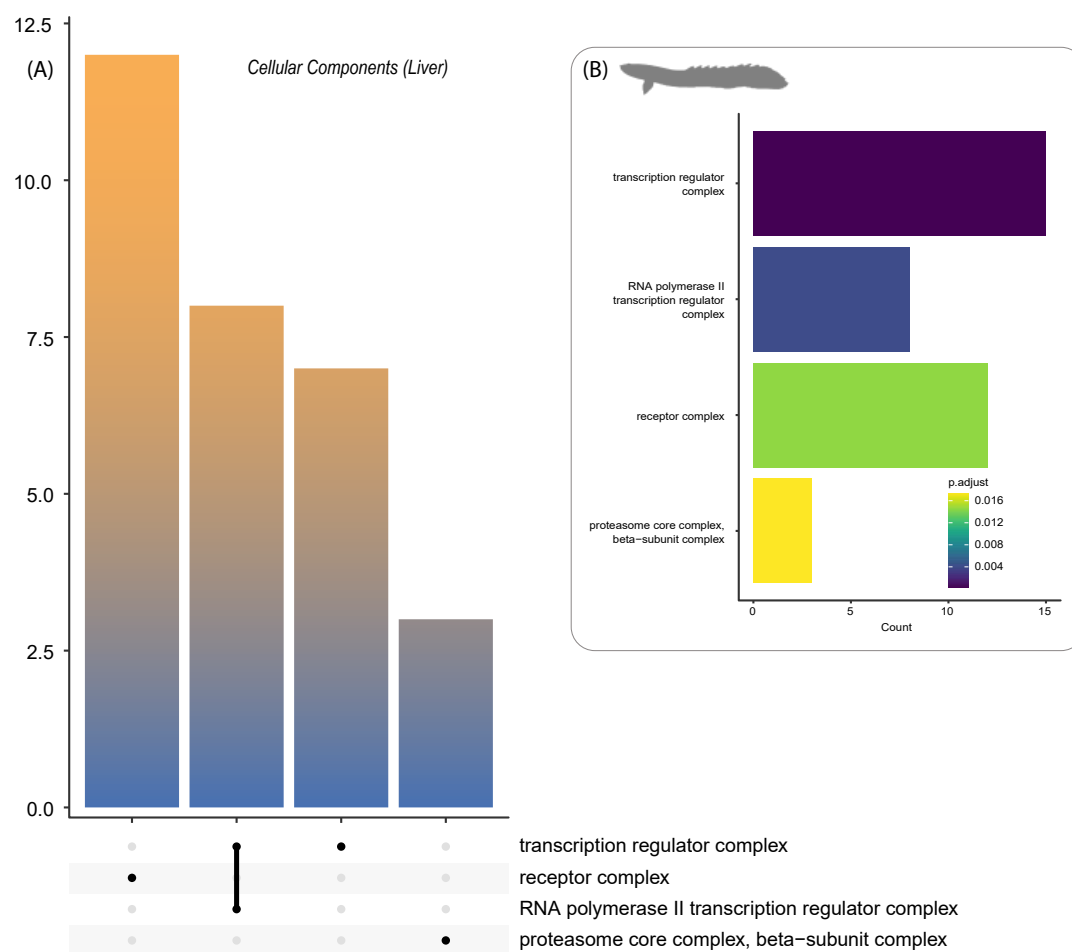 12.5
(A)
Cellular Components (Liver)
10.0
7.5
5.0
2.5
0.0
transcription regulator complex
receptor complex
RNA polymerase II transcription regulator complex
proteasome core complex, beta−subunit complex
(B)
transcription regulator
complex
RNA polymerase II
transcription regulator
complex
receptor complex
proteasome core complex,
beta−subunit complex
p.adjust
0.016
0.012
0.008
0.004
0 5 10 15
Count